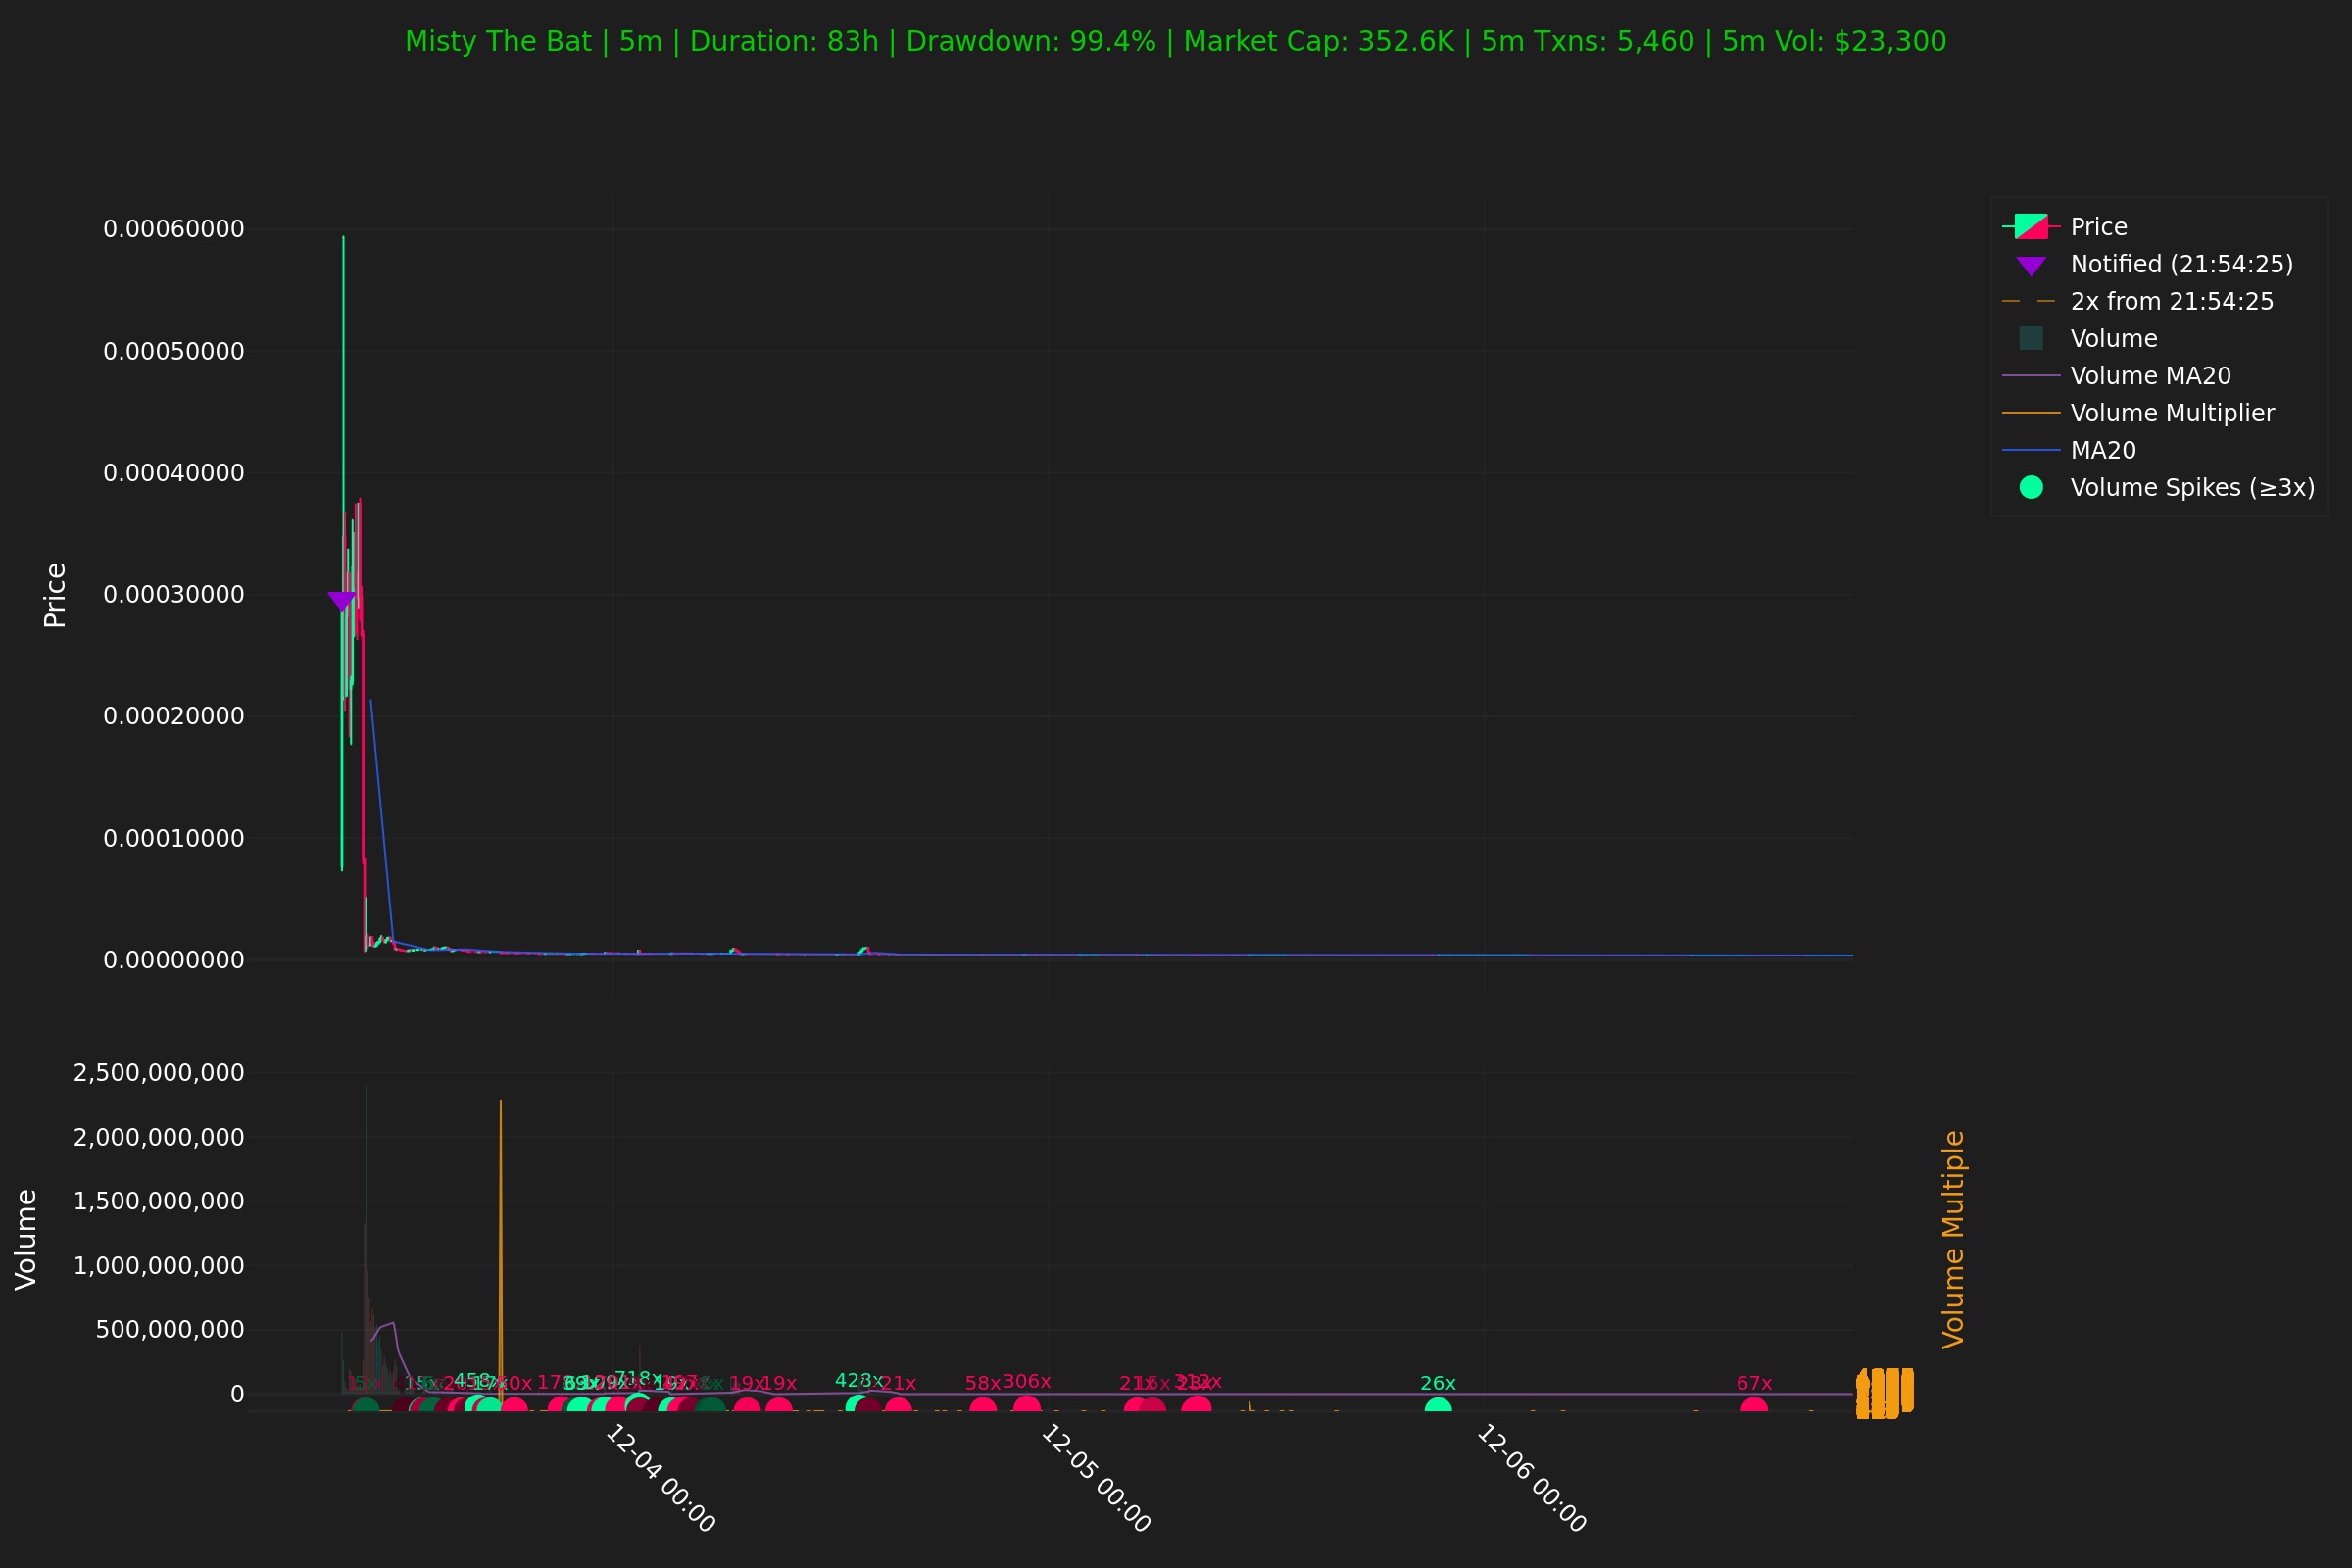 Misty The Bat | 5m | Duration: 83h | Drawdown: 99.4% | Market Cap: 352.6K | 5m Txns: 5,460 | 5m Vol: $23,300
Price
Notified (21:54:25)
2x from 21:54:25
Volume
Volume MA20
Volume Multiplier
MA20
Volume Spikes (≥3x)
Price
0.00060000
0.00050000
0.00040000
0.00030000
0.00020000
0.00010000
0.00000000
Volume
2,500,000,000
2,000,000,000
1,500,000,000
1,000,000,000
500,000,000
0
Volume Multiple
458x
17x
718x
19x
19x
423x
21x
58x
306x
21x
313x
26x
67x
12-04 00:00
12-05 00:00
12-06 00:00